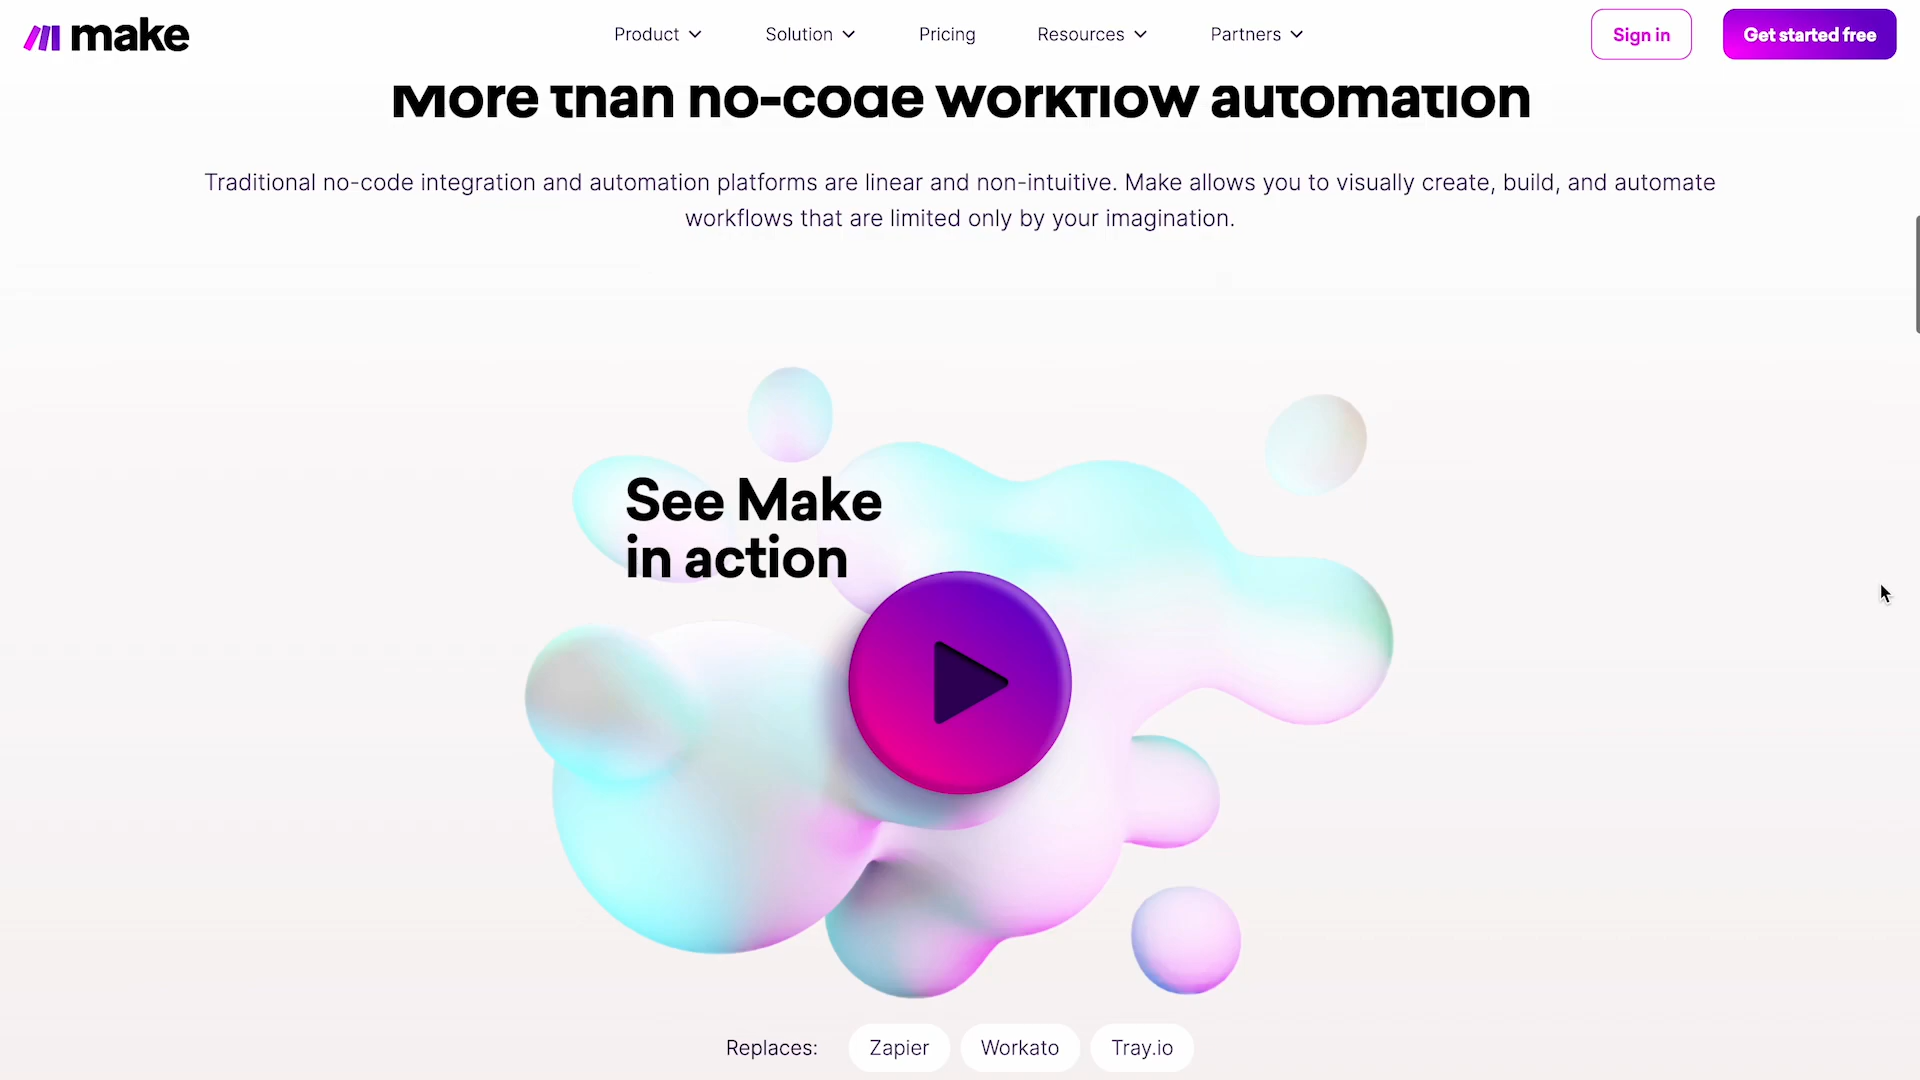 make
Product
Solution
Pricing
Resources
Partners
Sign in
Get started free
More than no-code workflow automation
Traditional no-code integration and automation platforms are linear and non-intuitive. Make allows you to visually create, build, and automate
workflows that are limited only by your imagination.
See Make
in action
Replaces:
Zapier
Workato
Tray.io